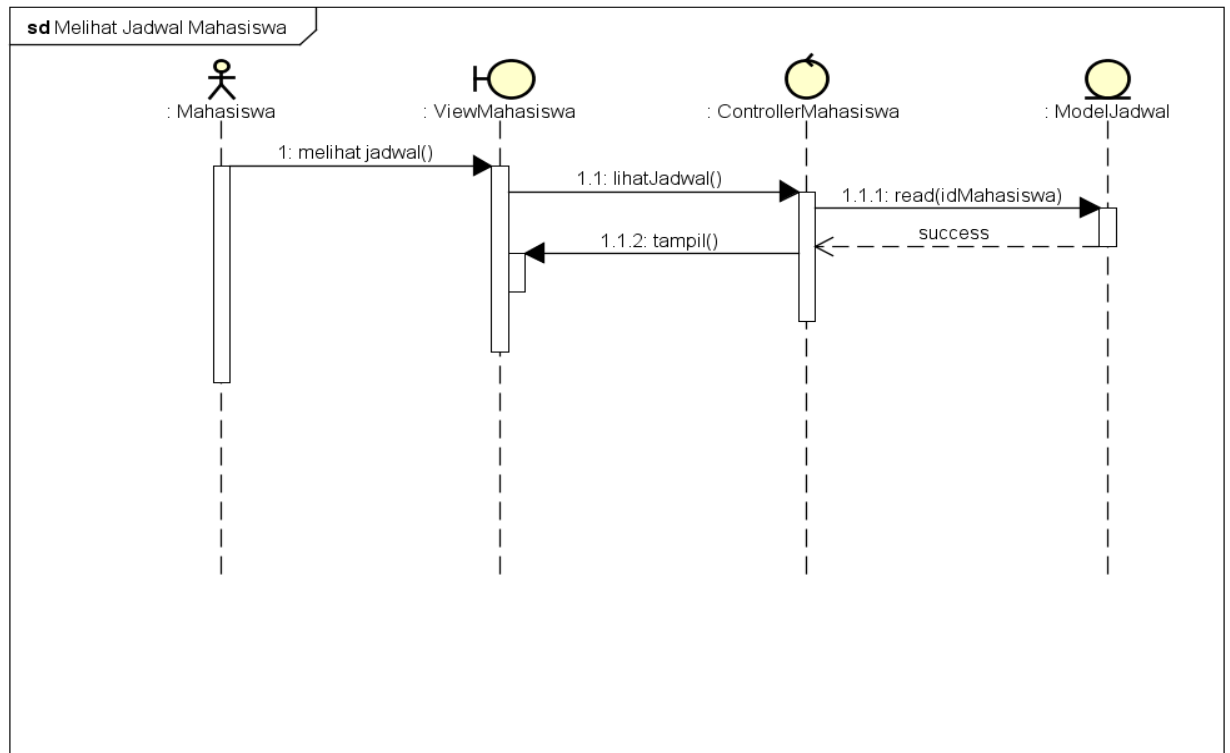 sd Melihat Jadwal Mahasiswa
: Mahasiswa
: ViewMahasiswa
: ControllerMahasiswa
: ModelJadwal
1: melihat jadwal()
1.1: lihatJadwal()
1.1.1: read(idMahasiswa)
success
1.1.2: tampil()